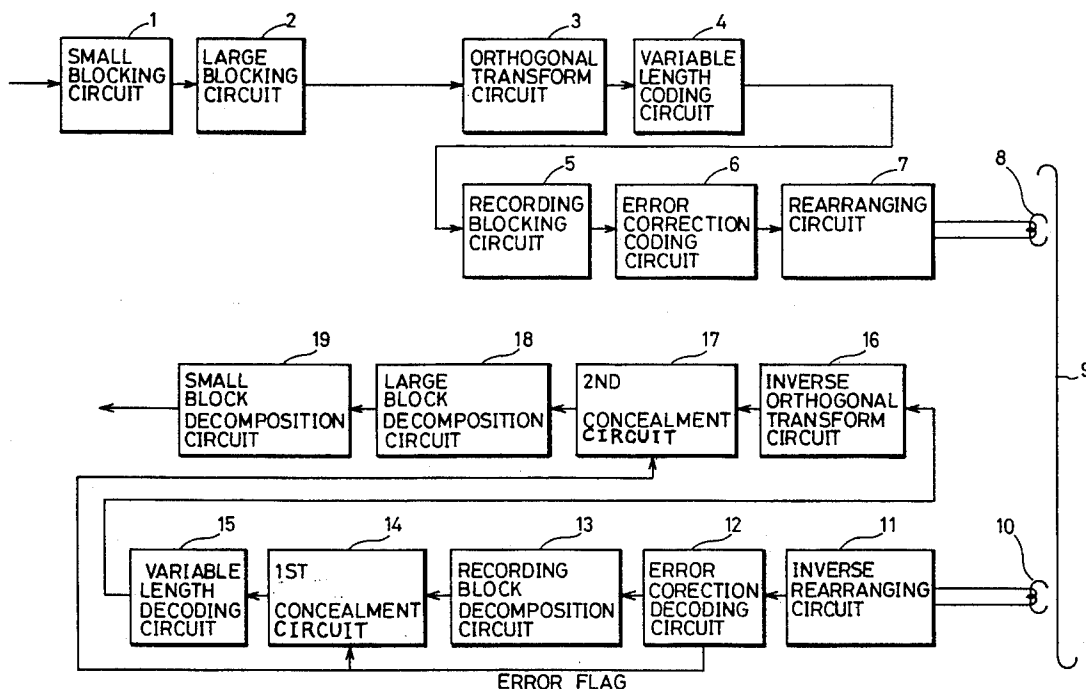 1
SMALL
BLOCKING
CIRCUIT
2
LARGE
BLOCKING
CIRCUIT
3
ORTHOGONAL
TRANSFORM
CIRCUIT
4
VARIABLE
LENGTH
CODING
CIRCUIT
5
RECORDING
BLOCKING
CIRCUIT
6
ERROR
CORRECTION
CODING
CIRCUIT
7
REARRANGING
CIRCUIT
8
9
19
SMALL
BLOCK
DECOMPOSITION
CIRCUIT
18
LARGE
BLOCK
DECOMPOSITION
CIRCUIT
17
2ND
CONCEALMENT
CIRCUIT
16
INVERSE
ORTHOGONAL
TRANSFORM
CIRCUIT
15
VARIABLE
LENGTH
DECODING
CIRCUIT
14
1ST
CONCEALMENT
CIRCUIT
13
RECORDING
BLOCK
DECOMPOSITION
CIRCUIT
12
ERROR
CORECTION
DECODING
CIRCUIT
11
INVERSE
REARRANGING
CIRCUIT
10
ERROR FLAG